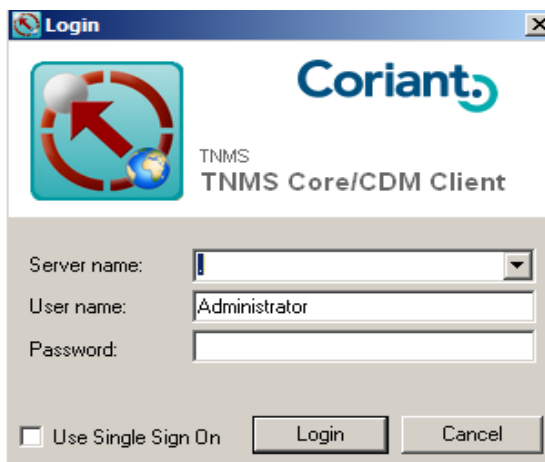 Login
Coriant.
TNMS
TNMS Core/CDM Client
Server name: .
User name: Administrator
Password:
Use Single Sign On Login Cancel